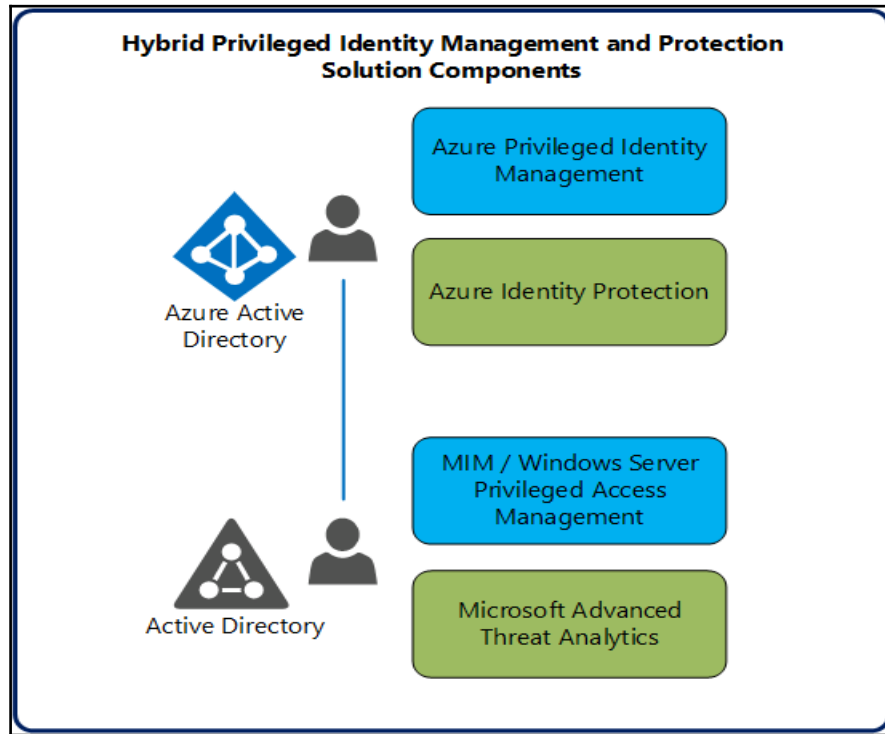 Hybrid Privileged Identity Management and Protection
Solution Components
Azure Privileged Identity
Management
Azure Identity Protection
Azure Active
Directory
MIM / Windows Server
Privileged Access
Management
Microsoft Advanced
Threat Analytics
Active Directory